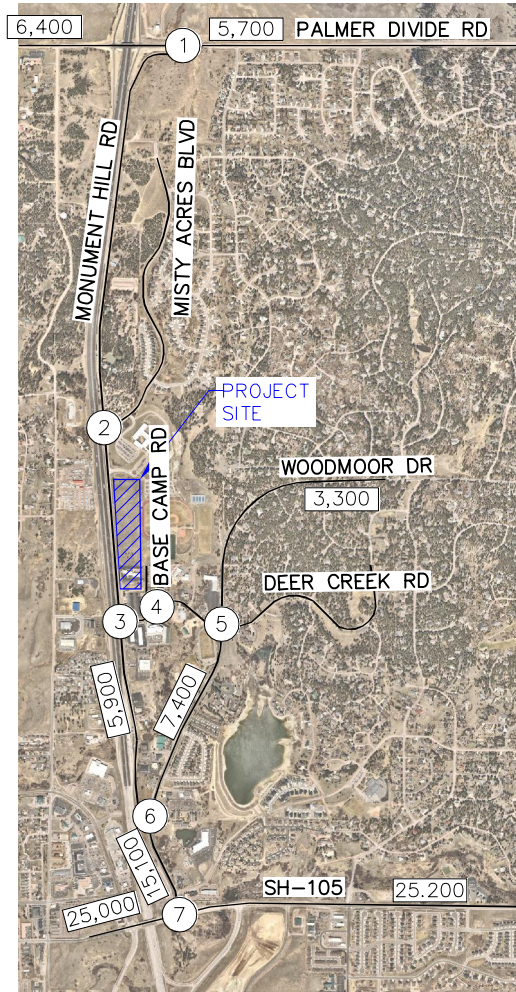 6,400
5,700
PALMER DIVIDE RD
1
MONUMENT HILL RD
MISTY ACRES BLVD
PROJECT
SITE
2
BASE CAMP RD
WOODMOOR DR
3,300
DEER CREEK RD
3
4
5
5,900
7,400
6
15,100
SH-105
25.200
25,000
7